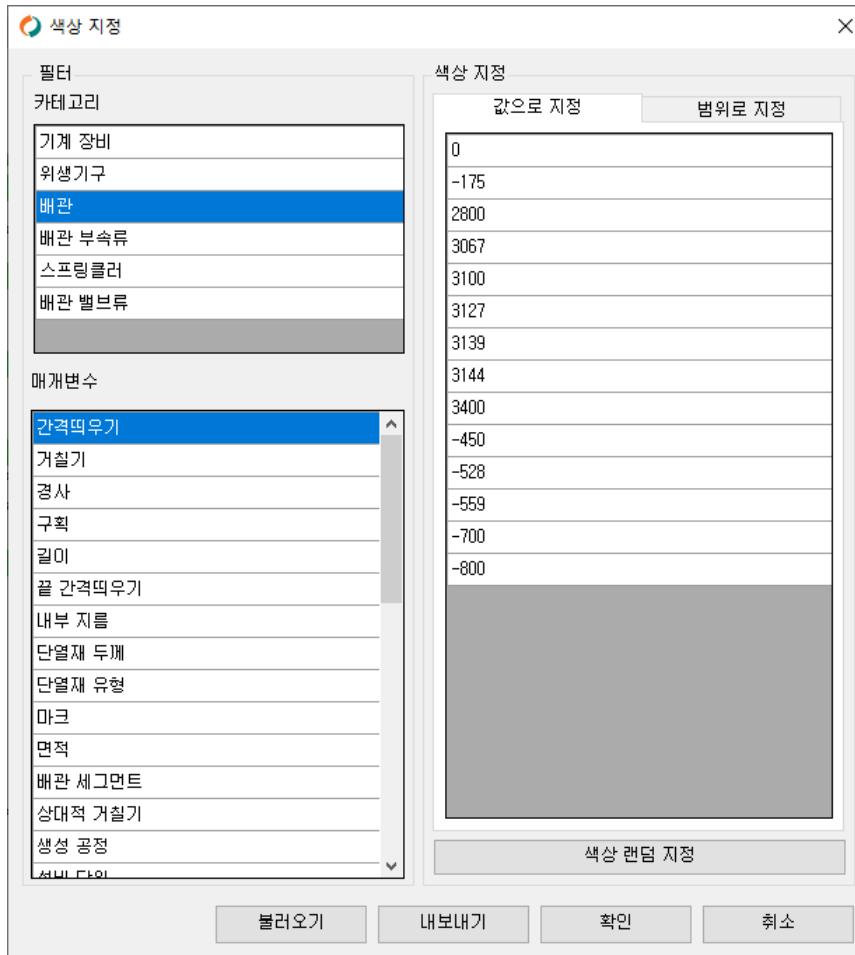 색상 지정
필터
카테고리
기계 장비
위생기구
배관
배관 부속류
스프링클러
배관 밸브류
매개변수
간격띄우기
거칠기
경사
구획
길이
끝 간격띄우기
내부 지름
단열재 두께
단열재 유형
마크
면적
배관 세그먼트
상대적 거칠기
생성 공정
색상 지정
값으로 지정
범위로 지정
0
-175
2800
3067
3100
3127
3139
3144
3400
-450
-528
-559
-700
-800
색상 랜덤 지정
불러오기
내보내기
확인
취소